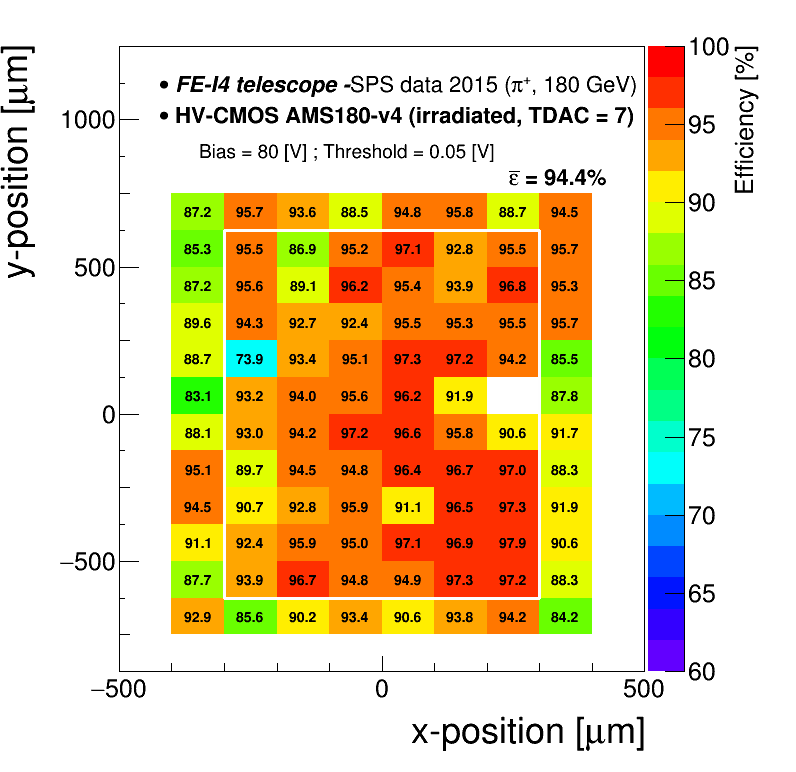 • FE-I4 telescope -SPS data 2015 (π⁺, 180 GeV)
• HV-CMOS AMS180-v4 (irradiated, TDAC = 7)
Bias = 80 [V] ; Threshold = 0.05 [V]
ε̅ = 94.4%
87.2 95.7 93.6 88.5 94.8 95.8 88.7 94.5
85.3 95.5 86.9 95.2 97.1 92.8 95.5 95.7
87.2 95.6 89.1 96.2 95.4 93.9 96.8 95.3
89.6 94.3 92.7 92.4 95.5 95.3 95.5 95.7
88.7 73.9 93.4 95.1 97.3 97.2 94.2 85.5
83.1 93.2 94.0 95.6 96.2 91.9 87.8
88.1 93.0 94.2 97.2 96.6 95.8 90.6 91.7
95.1 89.7 94.5 94.8 96.4 96.7 97.0 88.3
94.5 90.7 92.8 95.9 91.1 96.5 97.3 91.9
91.1 92.4 95.9 95.0 97.1 96.9 97.9 90.6
87.7 93.9 96.7 94.8 94.9 97.3 97.2 88.3
92.9 85.6 90.2 93.4 90.6 93.8 94.2 84.2
y-position [μm]
1000
500
0
−500
−500 0 500
x-position [μm]
100
95
90
85
80
75
70
65
60
Efficiency [%]